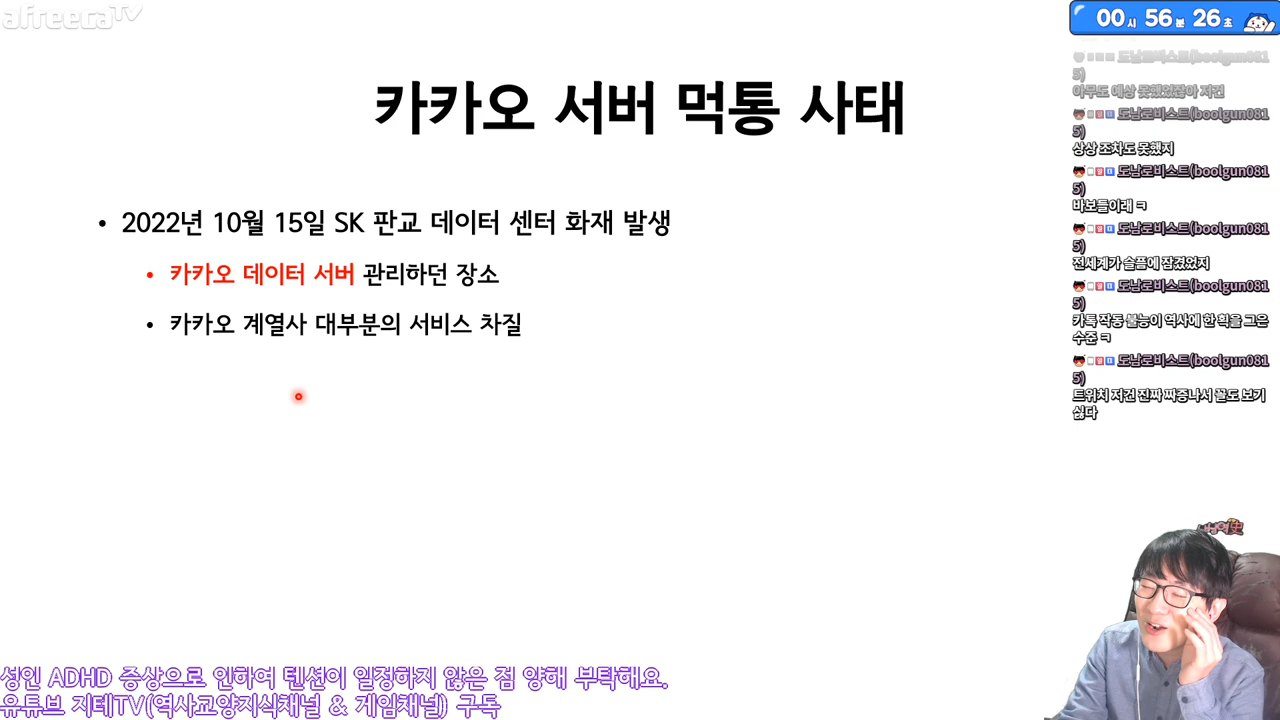 afreecaTV
00시 56분 26초
카카오 서버 먹통 사태
• 2022년 10월 15일 SK 판교 데이터 센터 화재 발생
• 카카오 데이터 서버 관리하던 장소
• 카카오 계열사 대부분의 서비스 차질
도남로비스트(boolgun081
5)
아무도 예상 못했었잖아 저건
도남로비스트(boolgun081
5)
상상 조차도 못했지
도남로비스트(boolgun081
5)
바보들이래 ㅋ
도남로비스트(boolgun081
5)
전세계가 슬픔에 잠겼었지
도남로비스트(boolgun081
5)
카톡 작동 불능이 역사에 한 획을 그은
수준 ㅋ
도남로비스트(boolgun081
5)
트위치 저건 진짜 짜증나서 꼴도 보기
싫다
성인 ADHD 증상으로 인하여 텐션이 일정하지 않은 점 양해 부탁해요.
유튜브 지테TV(역사교양지식채널 & 게임채널) 구독